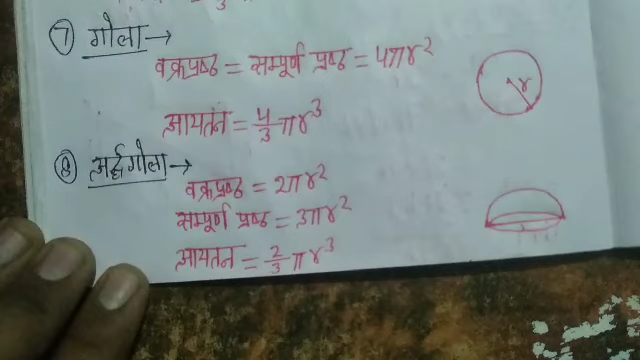 ⑦ गोला →
वक्रपृष्ठ = सम्पूर्ण पृष्ठ = 4πr²
r
आयतन = 4/3 πr³
⑧ अर्द्धगोला →
वक्रपृष्ठ = 2πr²
सम्पूर्ण पृष्ठ = 3πr²
आयतन = 2/3 πr³